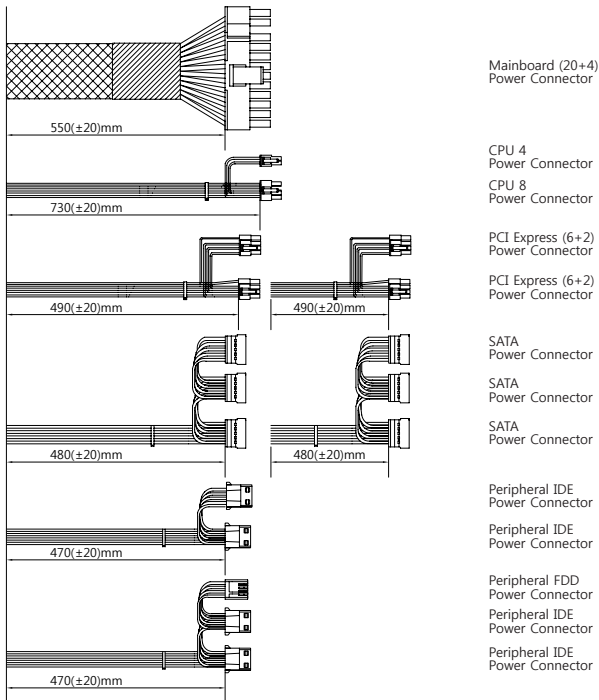 Mainboard (20+4)
Power Connector
550(±20)mm
CPU 4
Power Connector
CPU 8
Power Connector
730(±20)mm
PCI Express (6+2)
Power Connector
PCI Express (6+2)
Power Connector
490(±20)mm
490(±20)mm
SATA
Power Connector
SATA
Power Connector
SATA
Power Connector
480(±20)mm
480(±20)mm
Peripheral IDE
Power Connector
Peripheral IDE
Power Connector
470(±20)mm
Peripheral FDD
Power Connector
Peripheral IDE
Power Connector
Peripheral IDE
Power Connector
470(±20)mm